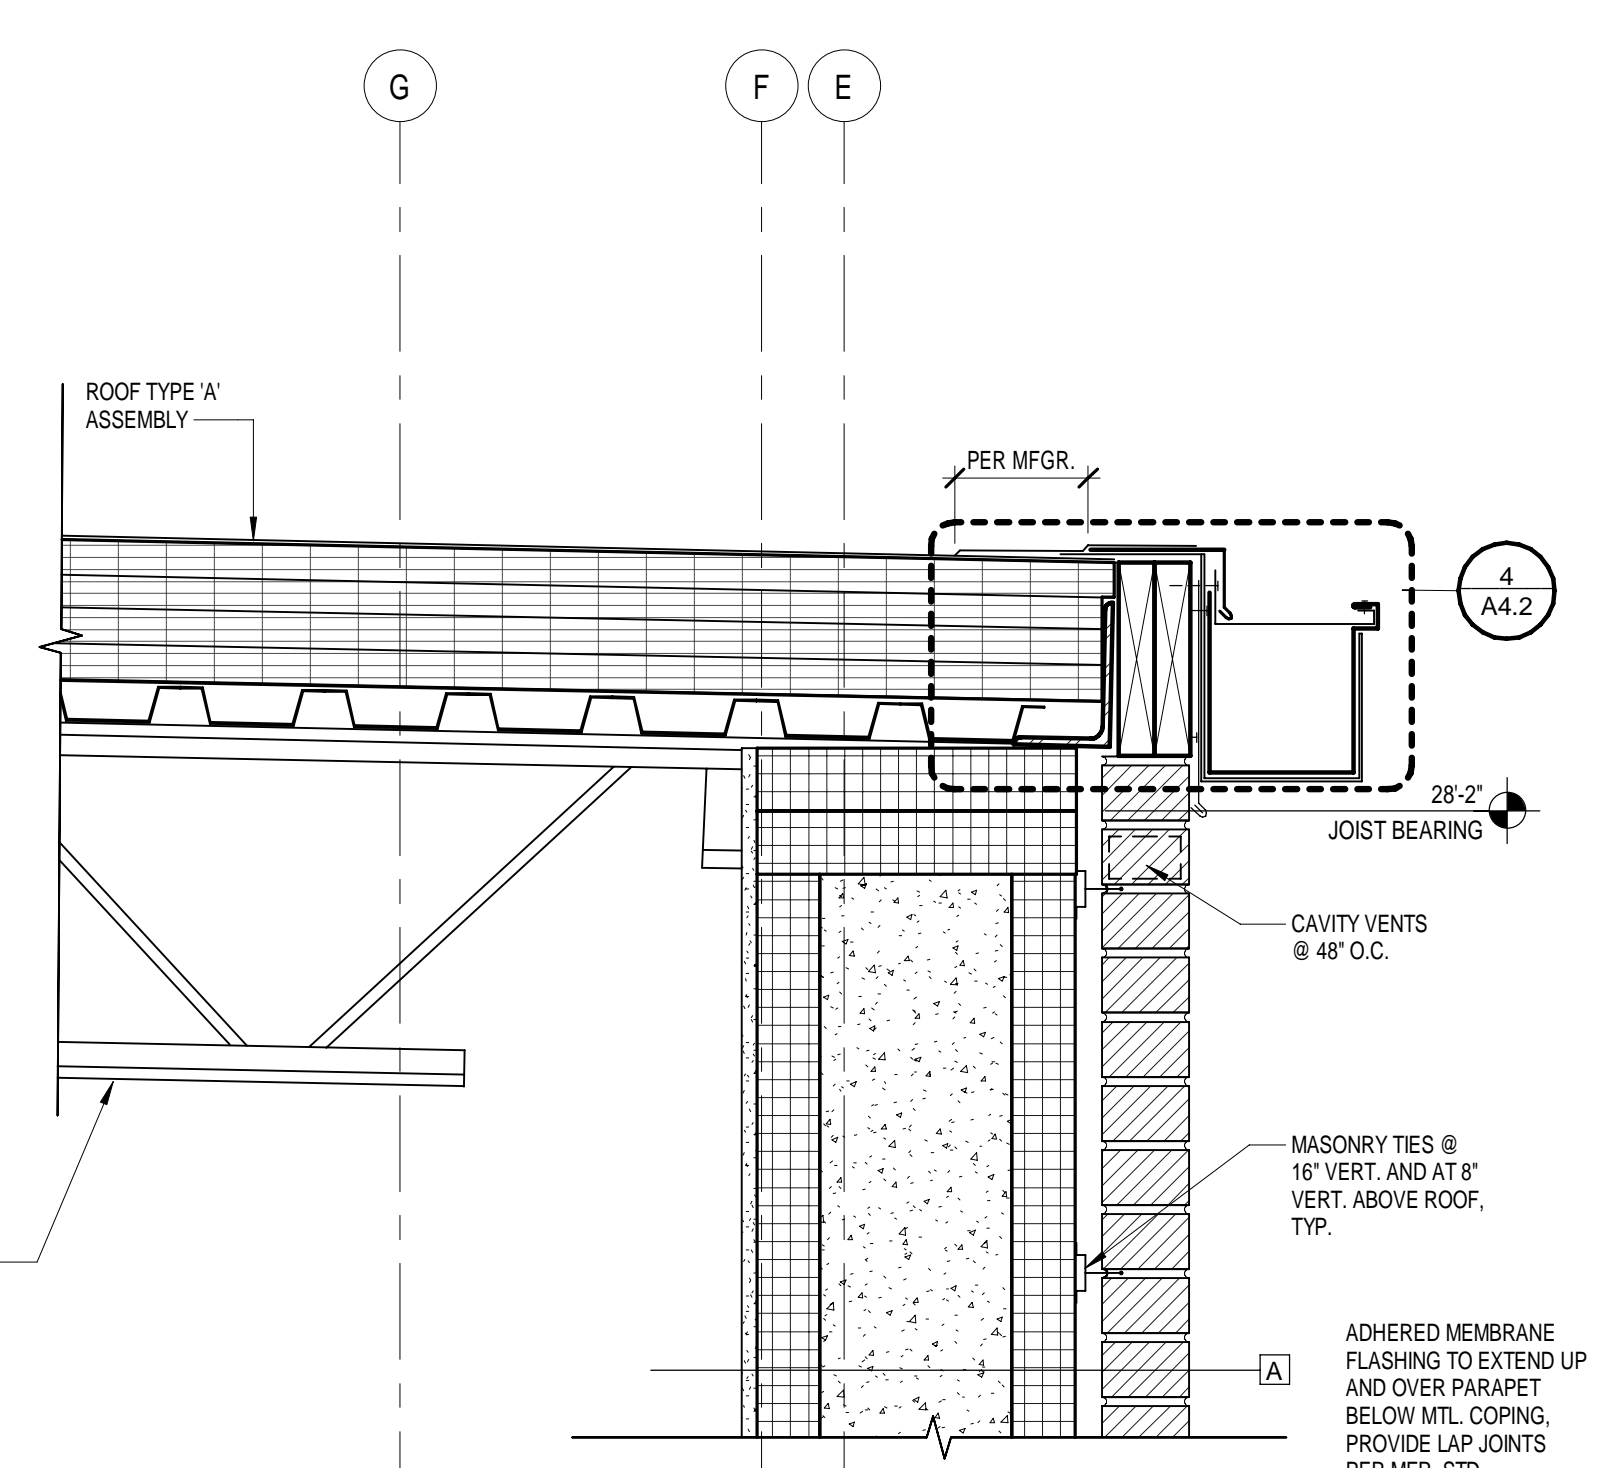 G
F
E
ROOF TYPE 'A'
ASSEMBLY
PER MFGR.
4
A4.2
28'-2"
JOIST BEARING
CAVITY VENTS
@ 48" O.C.
MASONRY TIES @
16" VERT. AND AT 8"
VERT. ABOVE ROOF,
TYP.
A
ADHERED MEMBRANE
FLASHING TO EXTEND UP
AND OVER PARAPET
BELOW MTL. COPING,
PROVIDE LAP JOINTS